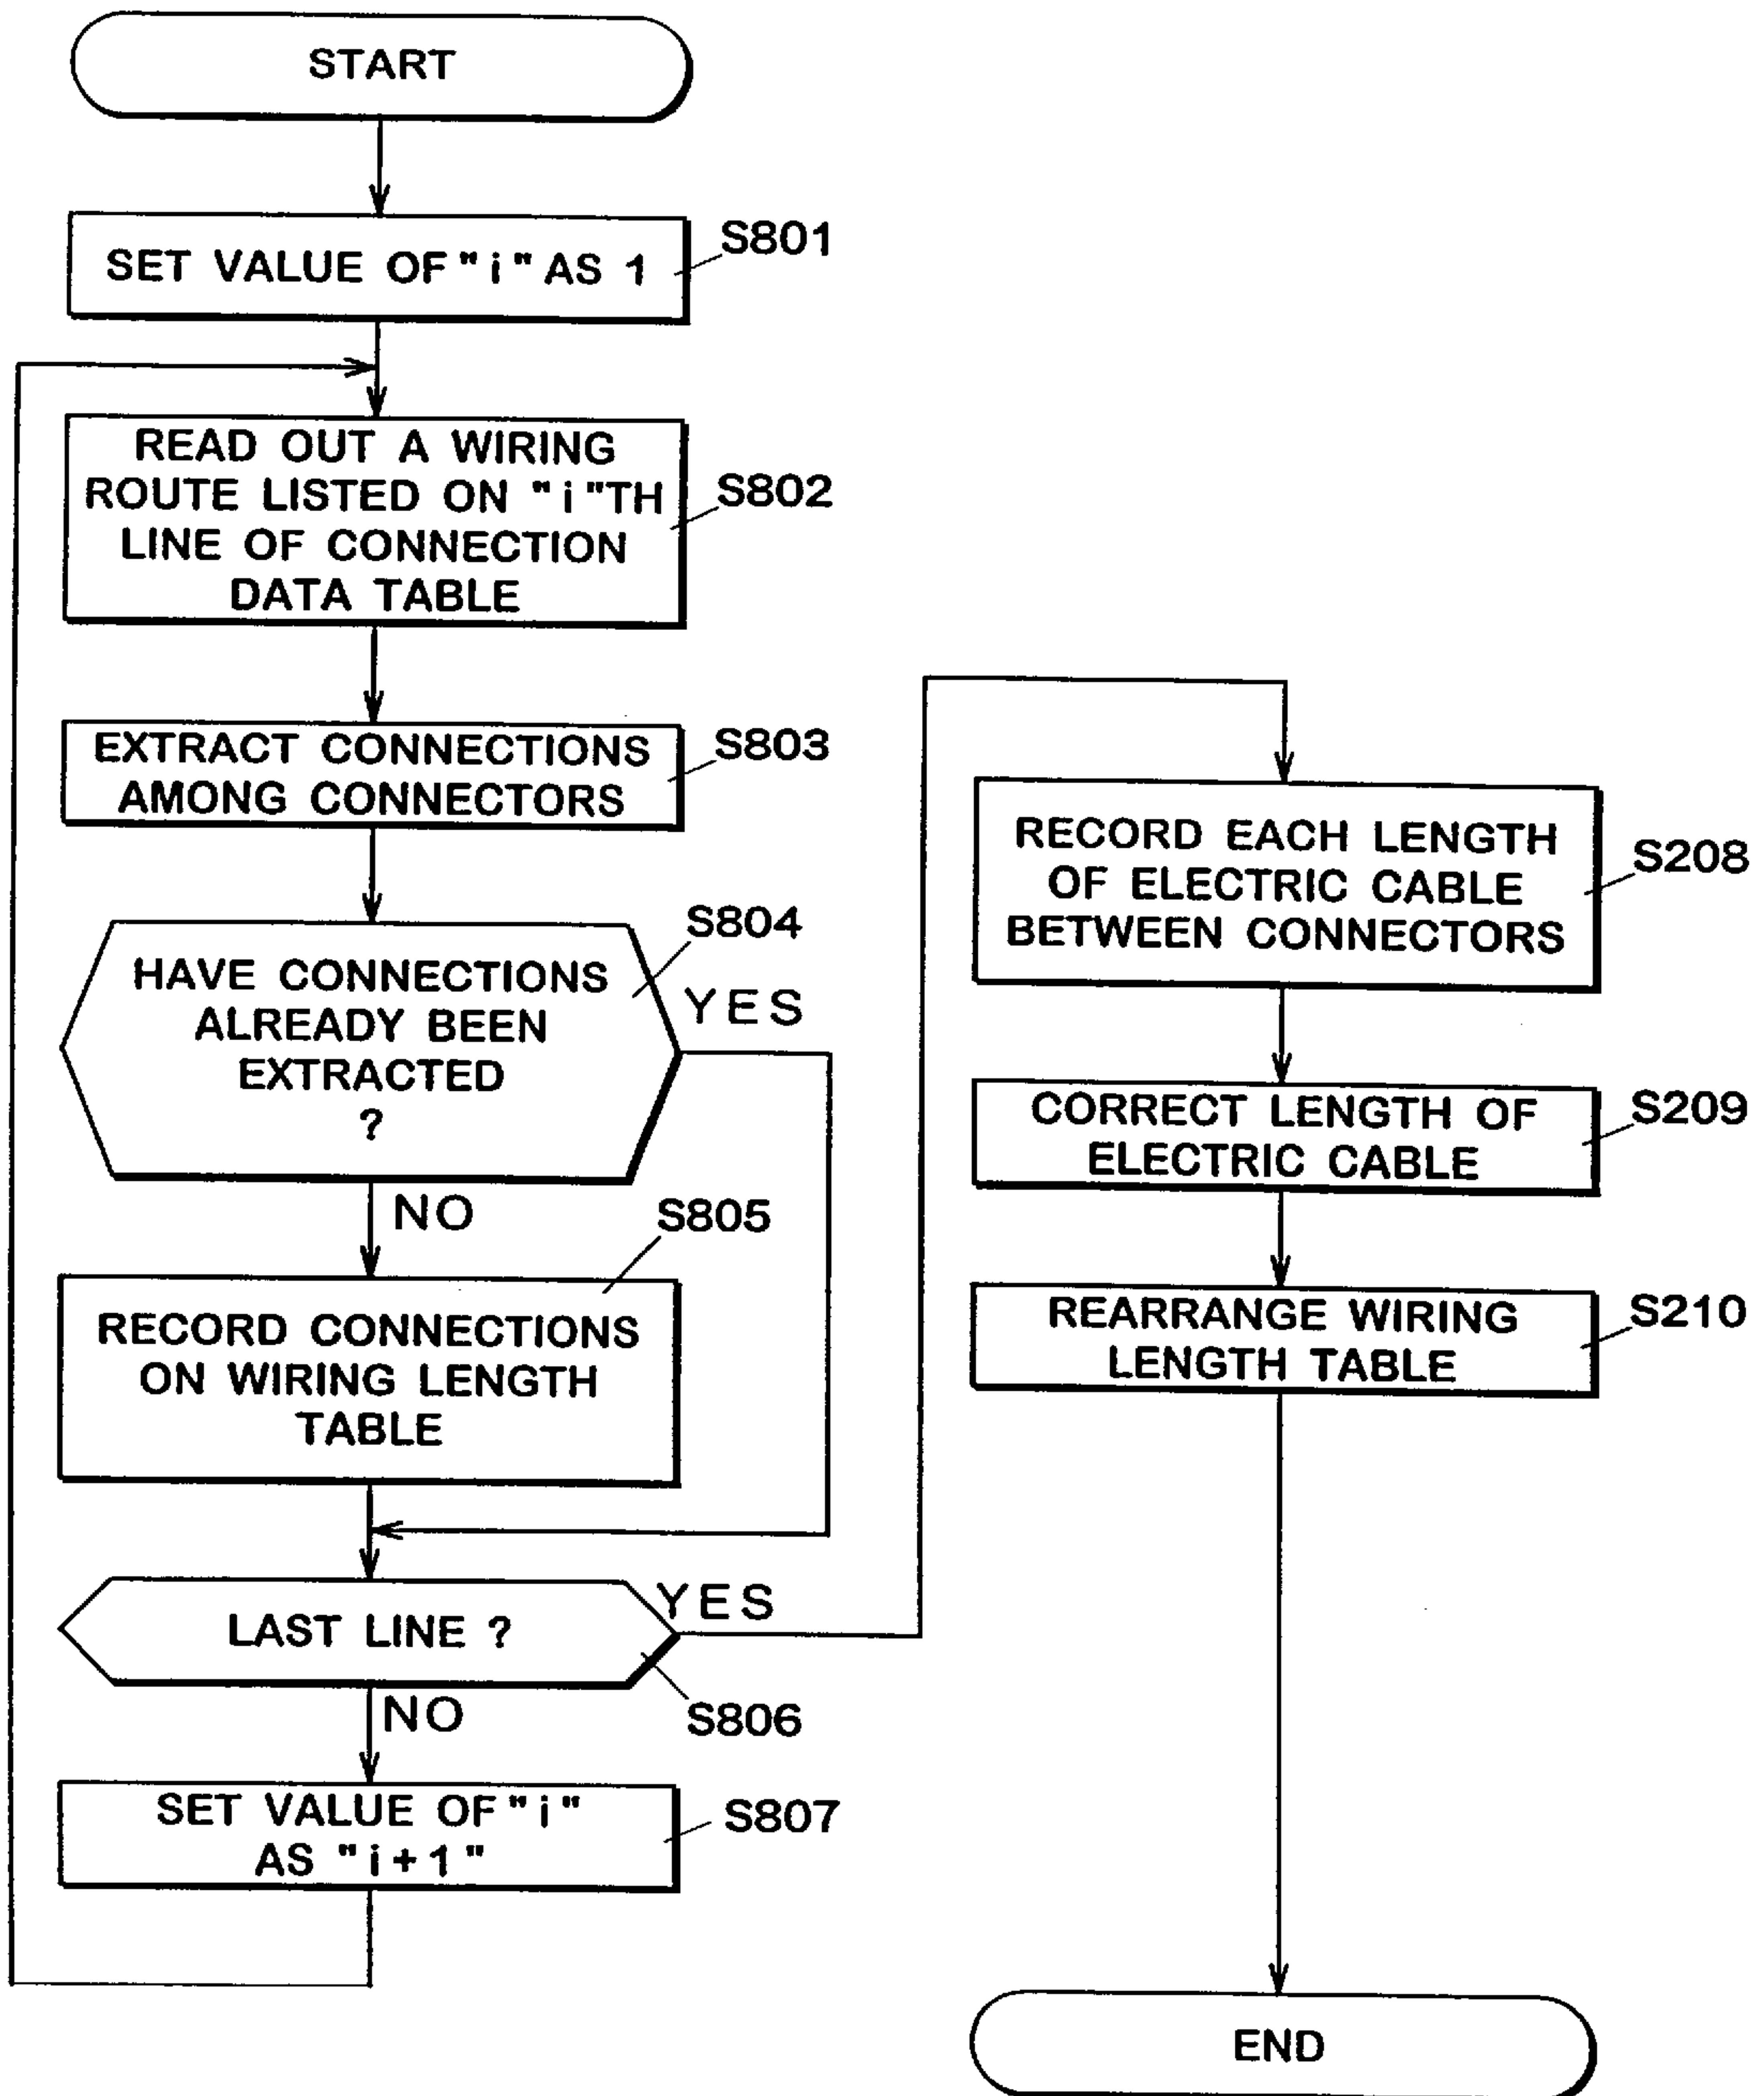 START
SET VALUE OF "i" AS 1
S801
READ OUT A WIRING
ROUTE LISTED ON "i"TH
LINE OF CONNECTION
DATA TABLE
S802
EXTRACT CONNECTIONS
AMONG CONNECTORS
S803
HAVE CONNECTIONS
ALREADY BEEN
EXTRACTED
?
S804
YES
NO
RECORD CONNECTIONS
ON WIRING LENGTH
TABLE
S805
LAST LINE ?
YES
S806
NO
SET VALUE OF "i"
AS "i+1"
S807
RECORD EACH LENGTH
OF ELECTRIC CABLE
BETWEEN CONNECTORS
S208
CORRECT LENGTH OF
ELECTRIC CABLE
S209
REARRANGE WIRING
LENGTH TABLE
S210
END